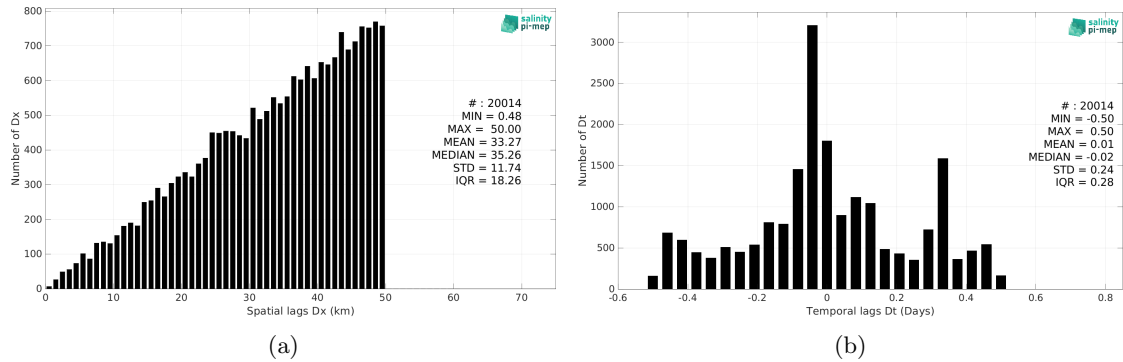 salinity
pi-mep
800
700
600
500
400
300
200
100
0
Number of Dx
# : 20014
MIN = 0.48
MAX = 50.00
MEAN = 33.27
MEDIAN = 35.26
STD = 11.74
IQR = 18.26
0 10 20 30 40 50 60 70
Spatial lags Dx (km)
(a)
salinity
pi-mep
3000
2500
2000
1500
1000
500
0
Number of Dt
# : 20014
MIN = -0.50
MAX = 0.50
MEAN = 0.01
MEDIAN = -0.02
STD = 0.24
IQR = 0.28
-0.6 -0.4 -0.2 0 0.2 0.4 0.6 0.8
Temporal lags Dt (Days)
(b)